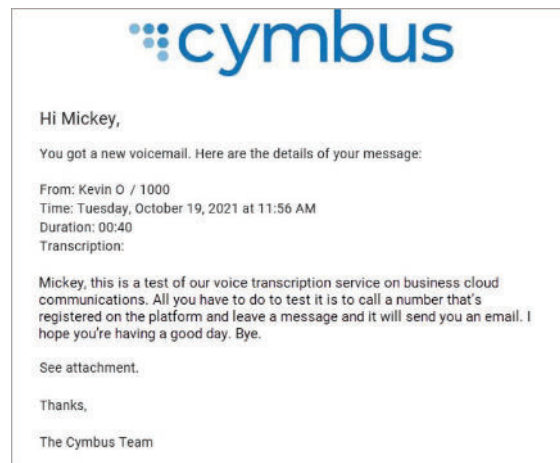 cymbus
Hi Mickey,
You got a new voicemail. Here are the details of your message:
From: Kevin O / 1000
Time: Tuesday, October 19, 2021 at 11:56 AM
Duration: 00:40
Transcription:
Mickey, this is a test of our voice transcription service on business cloud
communications. All you have to do to test it is to call a number that's
registered on the platform and leave a message and it will send you an email. I
hope you're having a good day. Bye.
See attachment.
Thanks,
The Cymbus Team